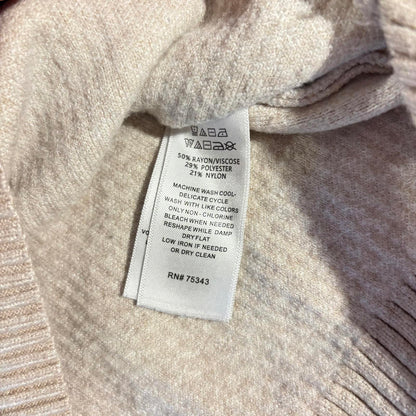 50% RAYON/VISCOSE
29% POLYESTER
21% NYLON
MACHINE WASH COOL-
DELICATE CYCLE
WASH WITH LIKE COLORS
ONLY NON- CHLORINE
BLEACH WHEN NEEDED
RESHAPE WHILE DAMP
DRY FLAT
LOW IRON IF NEEDED
OR DRY CLEAN
RN# 75343